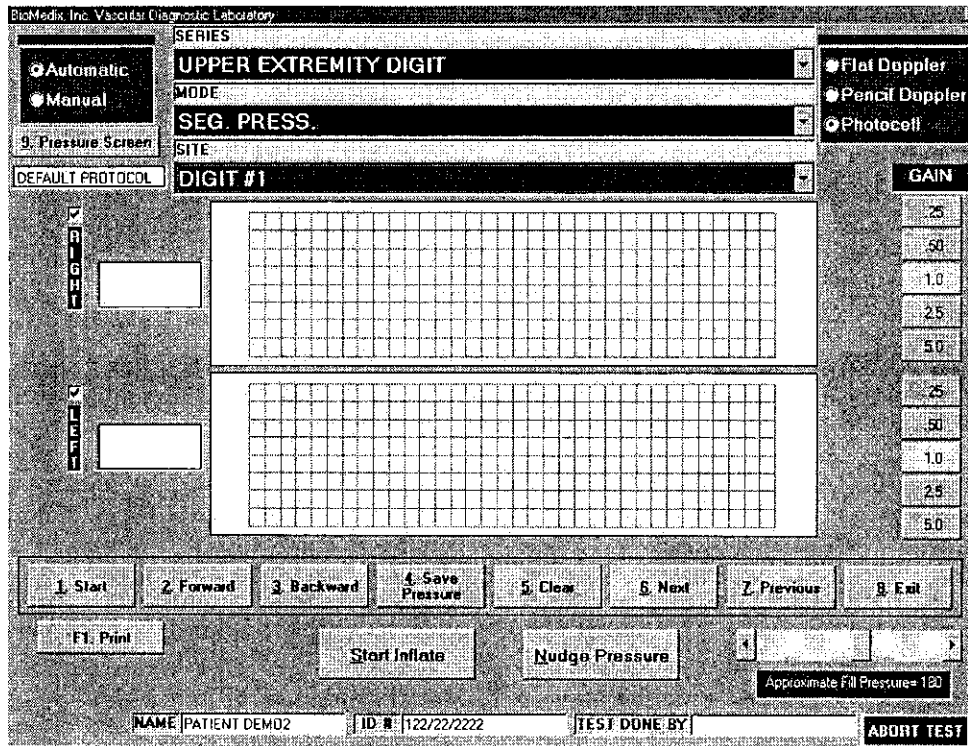 BioMedix, Inc. Vascular Diagnostic Laboratory
SERIES
Automatic
Manual
9. Pressure Screen
DEFAULT PROTOCOL
UPPER EXTREMITY DIGIT
MODE
SEG. PRESS.
SITE
DIGIT #1
Flat Doppler
Pencil Doppler
Photocell
GAIN
RIGHT
.25
.50
1.0
2.5
5.0
LEFT
.25
.50
1.0
2.5
5.0
1. Start
2. Forward
3. Backward
4. Save Pressure
5. Clear
6. Next
7. Previous
8. Exit
F1. Print
Start Inflate
Nudge Pressure
Approximate Fill Pressure= 180
NAME PATIENT DEMO2
ID # 122/22/2222
TEST DONE BY
ABORT TEST